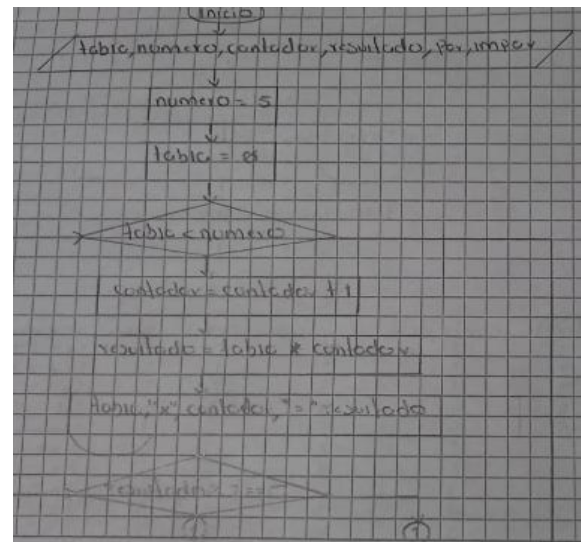 Inicio
tabla,numero,contador,resultado,par,impar
numero = 5
tabla = 0
tabla < numero
contador = contador + 1
resultado = tabla * contador
tabla,"x",contador,"=",resultado
resultado
1